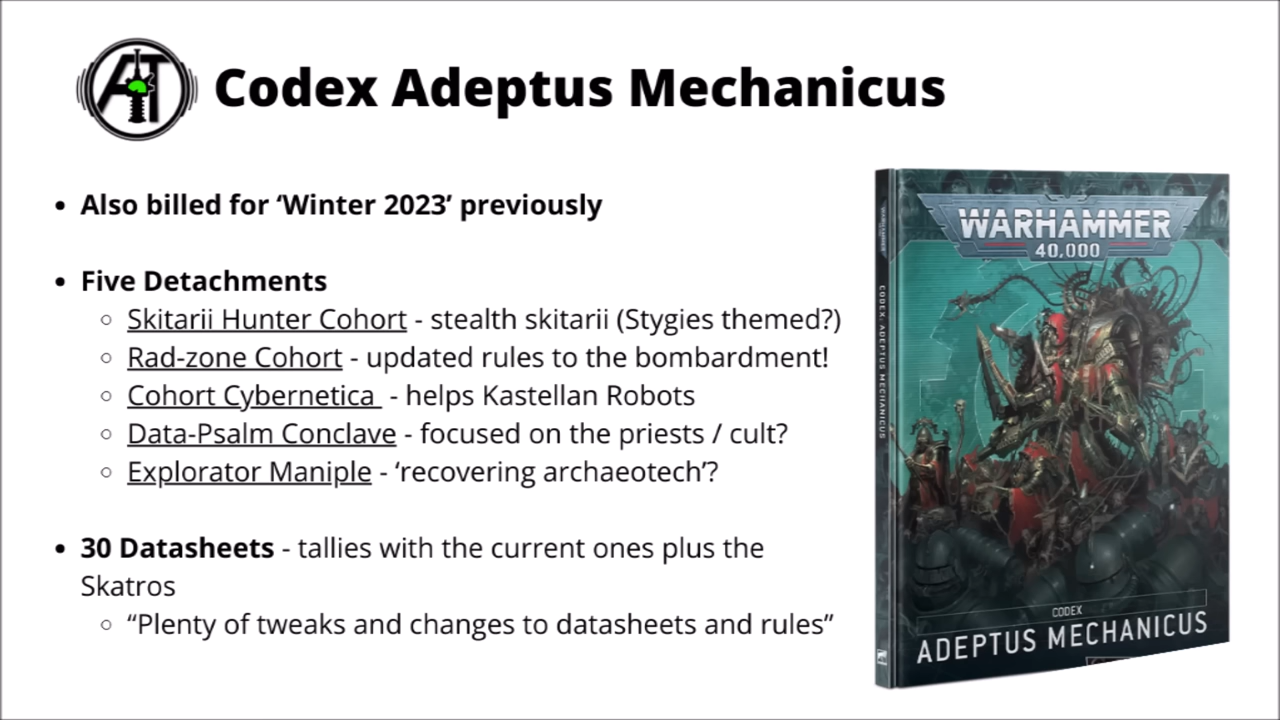 AT
Codex Adeptus Mechanicus
• Also billed for ‘Winter 2023’ previously
• Five Detachments
○ Skitarii Hunter Cohort - stealth skitarii (Stygies themed?)
○ Rad-zone Cohort - updated rules to the bombardment!
○ Cohort Cybernetica - helps Kastellan Robots
○ Data-Psalm Conclave - focused on the priests / cult?
○ Explorator Maniple - ‘recovering archaeotech’?
• 30 Datasheets - tallies with the current ones plus the
Skatros
○ “Plenty of tweaks and changes to datasheets and rules”
WARHAMMER
40,000
CODEX
ADEPTUS MECHANICUS
WARHAMMER
CODEX: ADEPTUS MECHANICUS